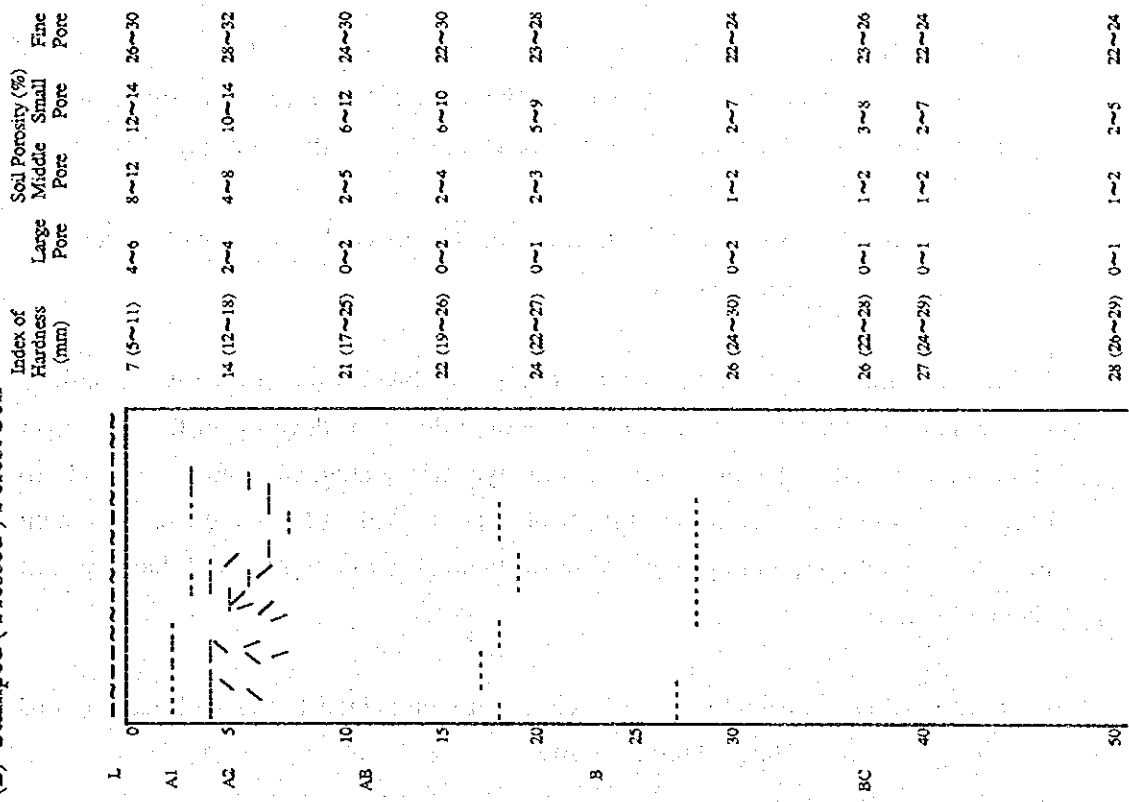 Stamped (Pressed) Forest Soil
Index of Hardness (mm)
Soil Porosity (%)
Large Pore
Middle Pore
Small Pore
Fine Pore
L
0 7 (5~11) 4~6 8~12 12~14 26~30
A1
A2 5 14 (12~18) 2~4 4~8 10~14 28~32
10 21 (17~25) 0~2 2~5 6~12 24~30
AB
15 22 (19~26) 0~2 2~4 6~10 22~30
20 24 (22~27) 0~1 2~3 5~9 23~28
B
25
30 26 (24~30) 0~2 1~2 2~7 22~24
BC 26 (22~28) 0~1 1~2 3~8 23~26
40 27 (24~29) 0~1 1~2 2~7 22~24
50 28 (26~29) 0~1 1~2 2~5 22~24